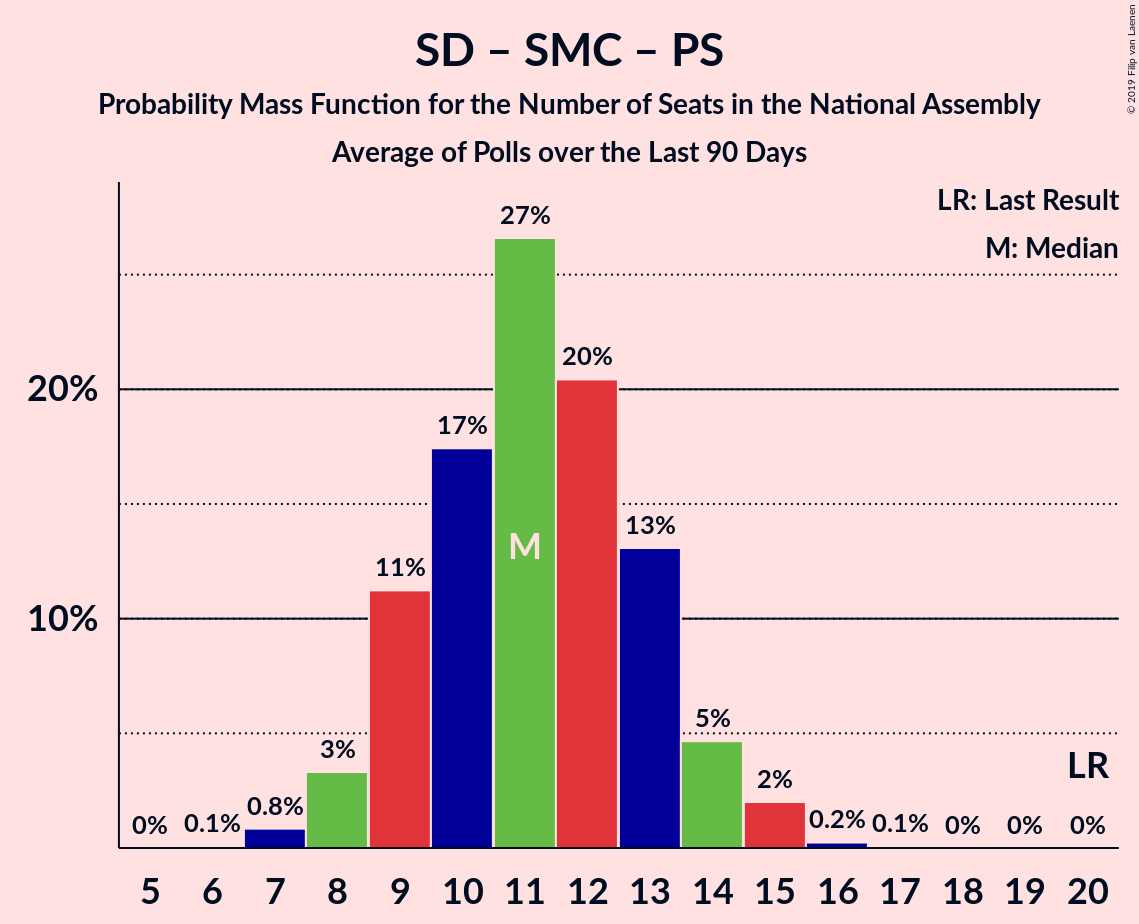 SD – SMC – PS
Probability Mass Function for the Number of Seats in the National Assembly
Average of Polls over the Last 90 Days
© 2019 Filip van Laenen
LR: Last Result
M: Median
27%
20%
20%
17%
13%
M
11%
10%
5%
3%
LR
2%
0% 0.1% 0.8% 0.2% 0.1% 0% 0% 0%
5 6 7 8 9 10 11 12 13 14 15 16 17 18 19 20